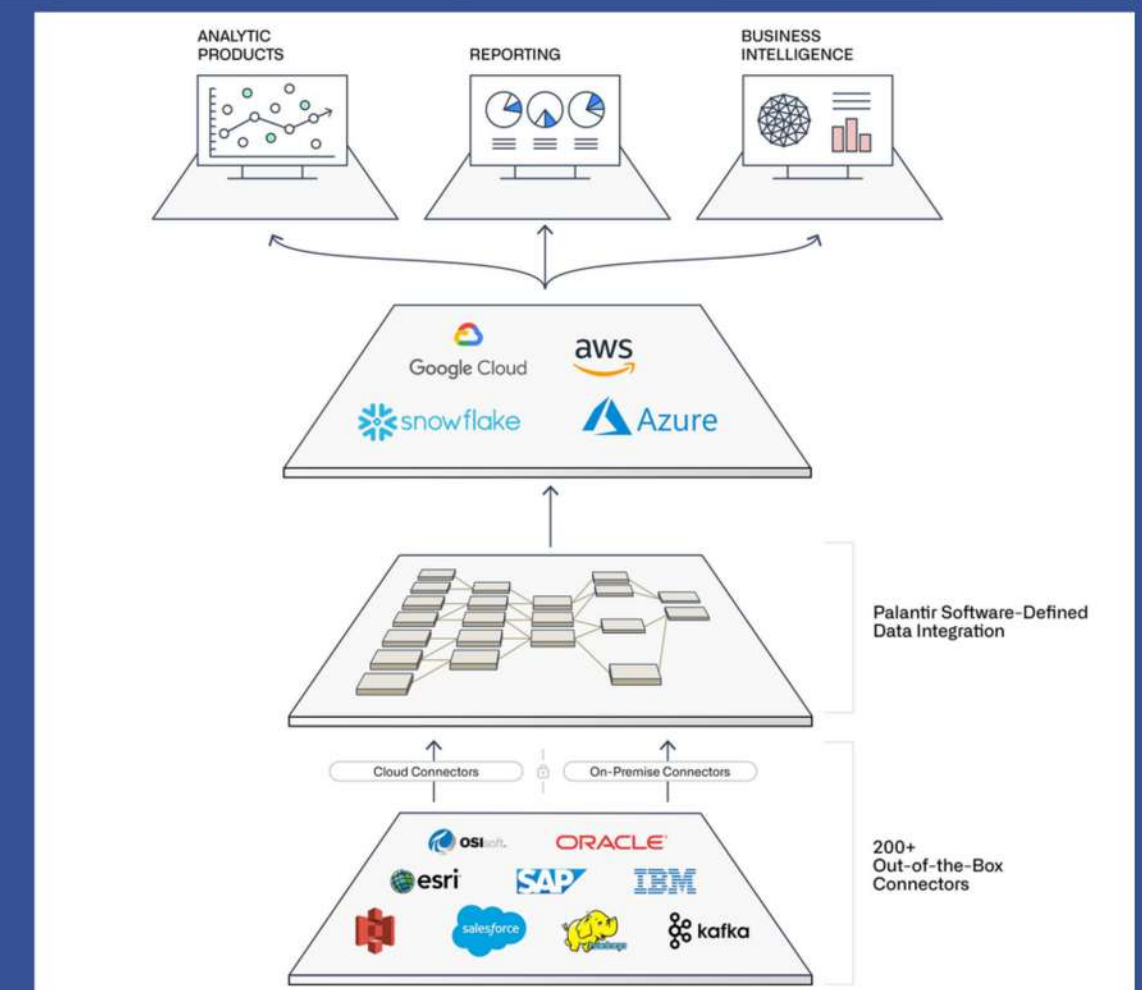 ANALYTIC
PRODUCTS
REPORTING
BUSINESS
INTELLIGENCE
Google Cloud
aws
snowflake
Azure
Palantir Software-Defined
Data Integration
Cloud Connectors
On-Premise Connectors
OSIsoft.
ORACLE
esri
SAP
IBM
200+
Out-of-the-Box
Connectors
salesforce
kafka